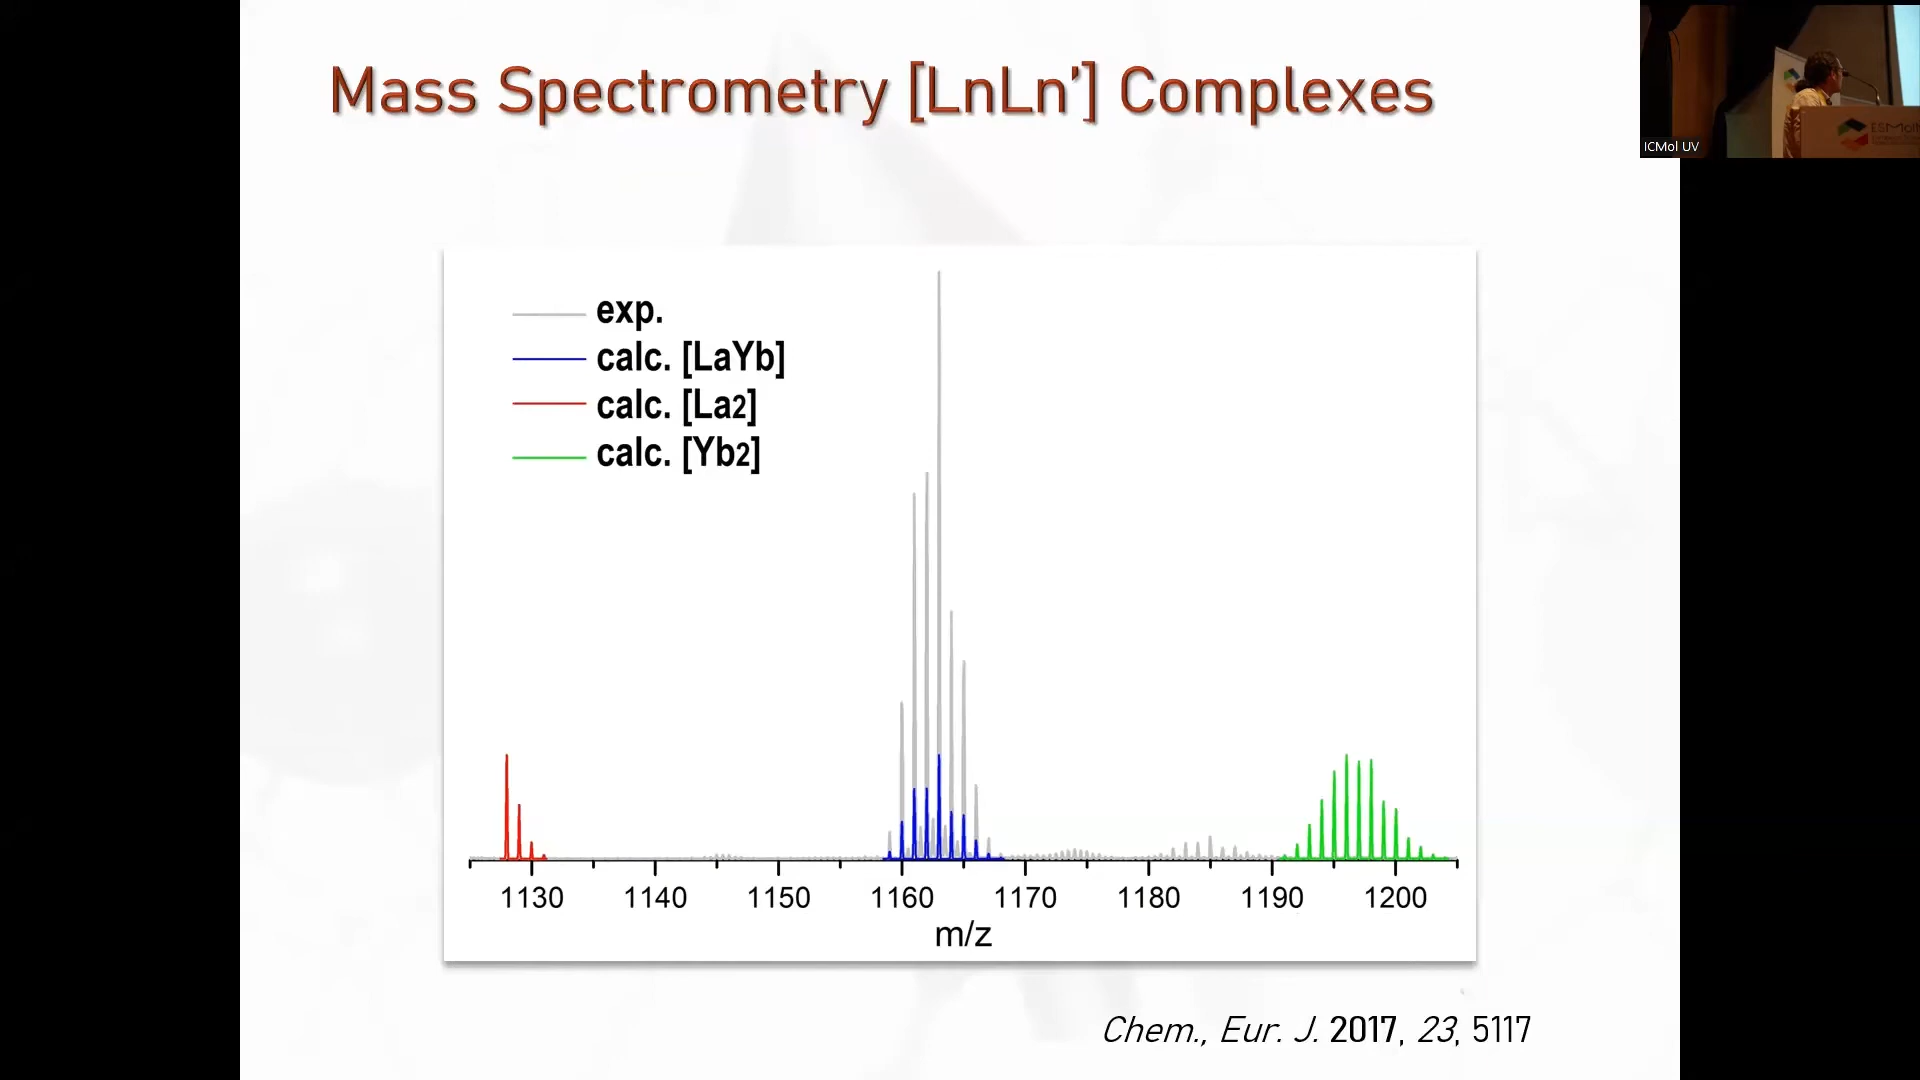 Mass Spectrometry [LnLn’] Complexes
ICMol UV
exp.
calc. [LaYb]
calc. [La2]
calc. [Yb2]
1130 1140 1150 1160 1170 1180 1190 1200
m/z
Chem., Eur. J. 2017, 23, 5117